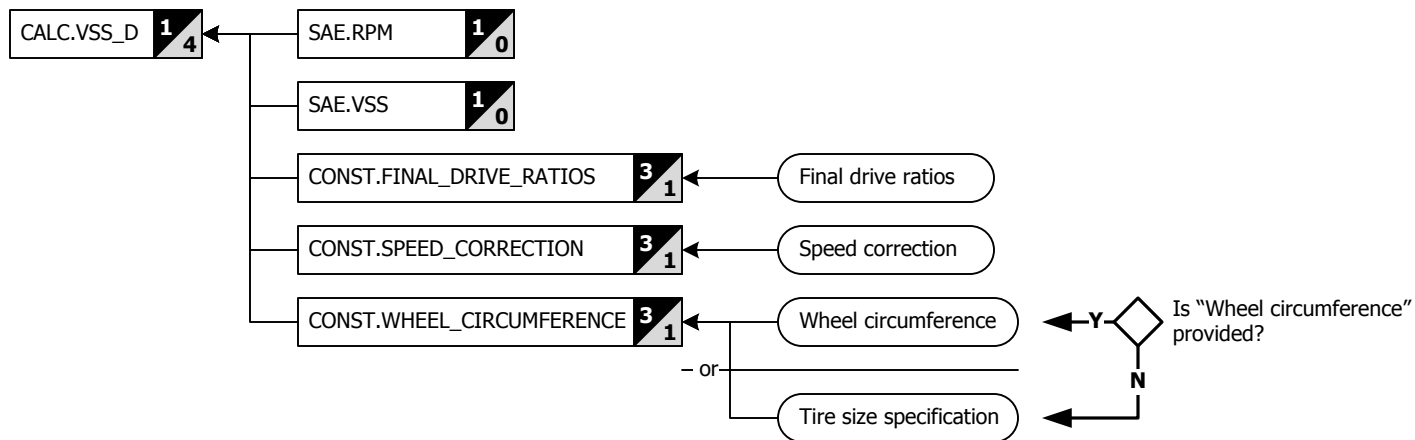 CALC.VSS_D 1 4
SAE.RPM 1 0
SAE.VSS 1 0
CONST.FINAL_DRIVE_RATIOS 3 1
Final drive ratios
CONST.SPEED_CORRECTION 3 1
Speed correction
CONST.WHEEL_CIRCUMFERENCE 3 1
Wheel circumference
Y
Is “Wheel circumference”
provided?
– or
N
Tire size specification